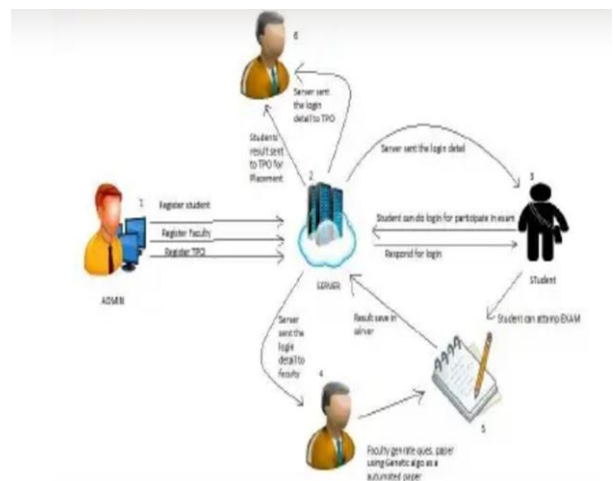 6
Server sent
the login
detail to TPO
Students'
result sent
to TPO for
Placement
Server sent the login detail
1
Register student
Register Faculty
Register TPO
ADMIN
2
SERVER
3
Student can do login for participate in exam
Respond for login
STudent
Server
sent the
login
detail to
faculty
Result save in
server
Student can attamp EXAM
4
5
Faculty genrate ques. paper
using Genetic algo as a
automated paper